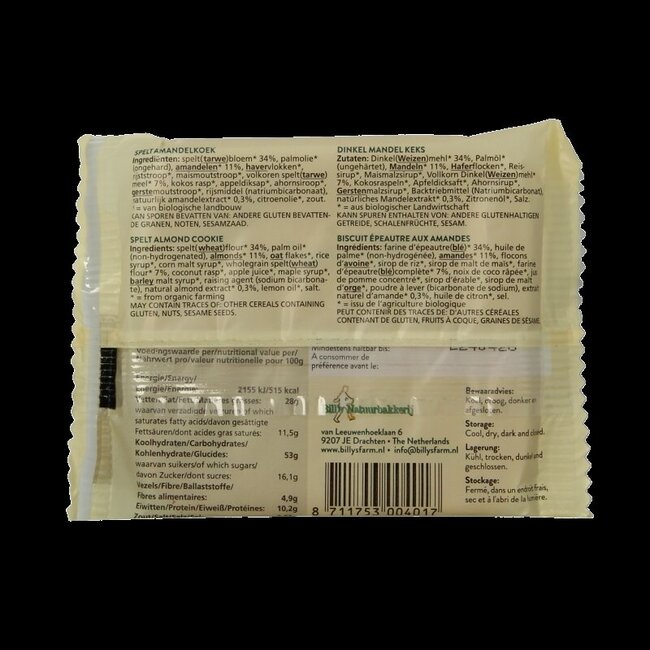 SPELT AMANDELKOEK
Ingrediënten: spelt(tarwe)bloem* 34%, palmolie*
(ongehard), amandelen* 11%, havervlokken*,
rijststroop*, maismoutstroop*, volkoren spelt(tarwe)
meel* 7%, kokos rasp*, appeldiksap*, ahornsiroop*,
gerstemoutstroop*, rijsmiddel (natriumbicarbonaat),
natuurlijk amandelextract* 0,3%, citroenolie*, zout.
* = van biologische landbouw
KAN SPOREN BEVATTEN VAN: ANDERE GLUTEN BEVATTEN-
DE GRANEN, NOTEN, SESAMZAAD.
SPELT ALMOND COOKIE
Ingredients: spelt(wheat)flour* 34%, palm oil*
(non-hydrogenated), almonds* 11%, oat flakes*, rice
syrup*, corn malt syrup*, wholegrain spelt(wheat)
flour* 7%, coconut rasp*, apple juice*, maple syrup*,
barley malt syrup*, raising agent (sodium bicarbona-
te), natural almond extract* 0,3%, lemon oil*, salt.
* = from organic farming
MAY CONTAIN TRACES OF: OTHER CEREALS CONTAINING
GLUTEN, NUTS, SESAME SEEDS.
DINKEL MANDEL KEKS
Zutaten: Dinkel(Weizen)mehl* 34%, Palmöl*
(ungehärtet), Mandeln* 11%, Haferflocken*, Reis-
sirup*, Maismalzsirup*, Vollkorn Dinkel(Weizen)mehl*
7%, Kokosraspeln*, Apfeldicksaft*, Ahornsirup*,
Gerstenmalzsirup*, Backtriebmittel (Natriumbicarbonat),
natürliches Mandelextrakt* 0,3%, Zitronenöl*, Salz.
* = aus biologischer Landwirtschaft
KANN SPUREN ENTHALTEN VON: ANDERE GLUTENHALTIGEN
GETREIDE, SCHALENFRÜCHTE, SESAM.
BISCUIT ÉPEAUTRE AUX AMANDES
Ingrédients: farine d'épeautre(blé)* 34%, huile de
palme* (non hydrogénée), amandes* 11%, flocons
d'avoine*, sirop de riz*, sirop de malt de maïs*, farine
d'épeautre(blé)complète* 7%, noix de coco râpée*, jus
de pomme concentré*, sirop d'érable*, sirop de malt
d'orge*, poudre à lever (bicarbonate de sodium), extrait
naturel d'amande* 0,3%, huile de citron*, sel.
* = issu de l'agriculture biologique
PEUT CONTENIR DES TRACES DE: D'AUTRES CÉRÉALES
CONTENANT DE GLUTEN, FRUITS À COQUE, GRAINES DE SÉSAME.
Voedingswaarde per/nutritional value per/
Nährwert pro/valeur nutritionelle pour 100g
Energie/Energy/
Energie/Energie: 2155 kJ/515 kcal
28g
waarvan verzadigd of which
saturates fatty acids/davon gesättigte
Fettsäuren/dont acides gras saturés: 11,5g
Koolhydraten/Carbohydrates/
Kohlenhydrate/Glucides: 53g
waarvan suikers/of which sugars/
davon Zucker/dont sucres: 16,1g
Vezels/Fibre/Ballaststoffe/
Fibres alimentaires: 4,9g
Eiwitten/Protein/Eiweiß/Protéines: 10,2g
Mindestens haltbar bis:
À consommer de
préférence avant le:
Billy Natuurbakkerij
van Leeuwenhoeklaan 6
9207 JE Drachten • The Netherlands
www.billysfarm.nl • info@billysfarm.nl
8 711753 004017
Bewaaradvies:
Koel, droog, donker en
afgesloten.
Storage:
Cool, dry, dark and closed.
Lagerung:
Kühl, trocken, dunkel und
geschlossen.
Stockage:
Fermé, dans un endroit frais,
sec et à l'abri de la lumière.